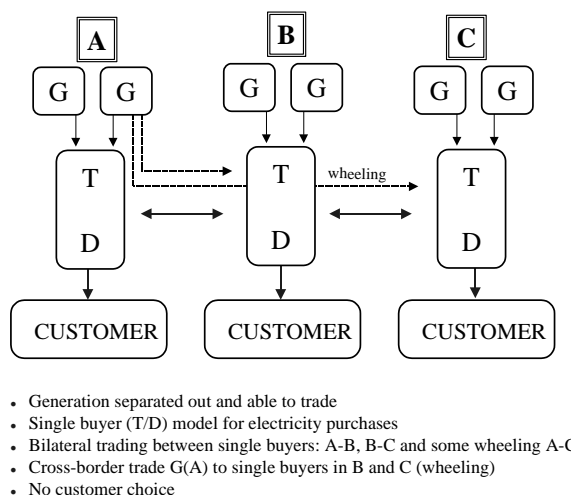 A
B
C
G G
G G
G G
T
T
T
wheeling
D
D
D
CUSTOMER
CUSTOMER
CUSTOMER
• Generation separated out and able to trade
• Single buyer (T/D) model for electricity purchases
• Bilateral trading between single buyers: A-B, B-C and some wheeling A-C
• Cross-border trade G(A) to single buyers in B and C (wheeling)
• No customer choice